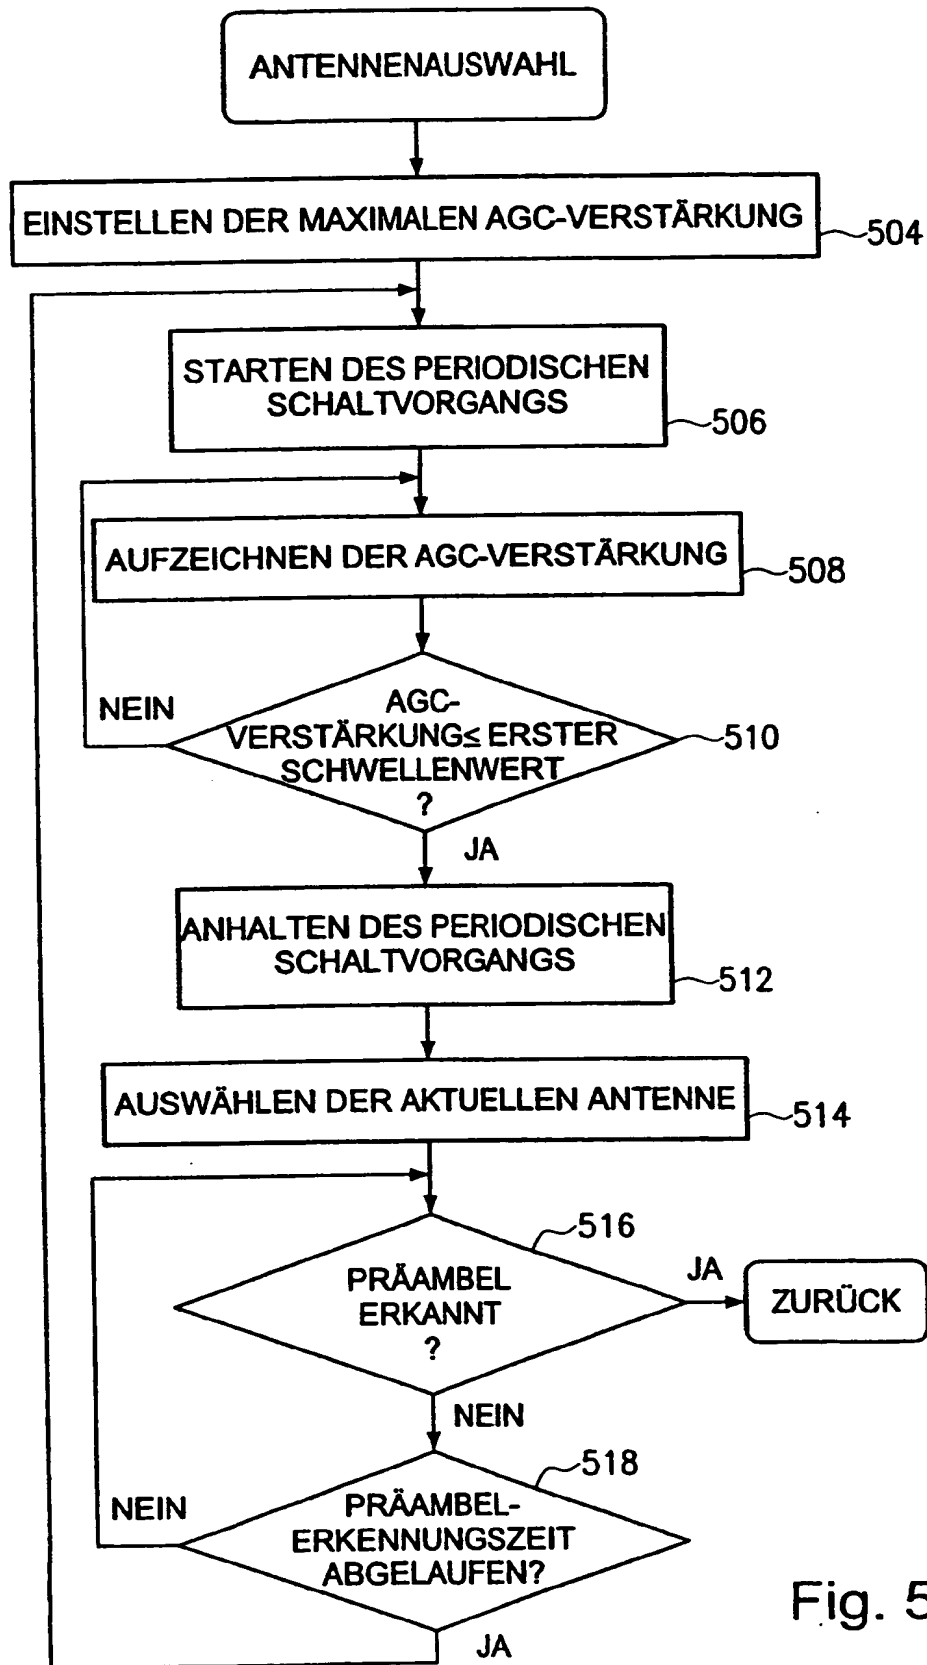 ANTENNENAUSWAHL
EINSTELLEN DER MAXIMALEN AGC-VERSTÄRKUNG
504
STARTEN DES PERIODISCHEN
SCHALTVORGANGS
506
AUFZEICHNEN DER AGC-VERSTÄRKUNG
508
NEIN
AGC-
VERSTÄRKUNG≤ ERSTER
SCHWELLENWERT
?
510
JA
ANHALTEN DES PERIODISCHEN
SCHALTVORGANGS
512
AUSWÄHLEN DER AKTUELLEN ANTENNE
514
516
PRÄAMBEL
ERKANNT
?
JA
ZURÜCK
NEIN
518
NEIN
PRÄAMBEL-
ERKENNUNGSZEIT
ABGELAUFEN?
JA
Fig. 5